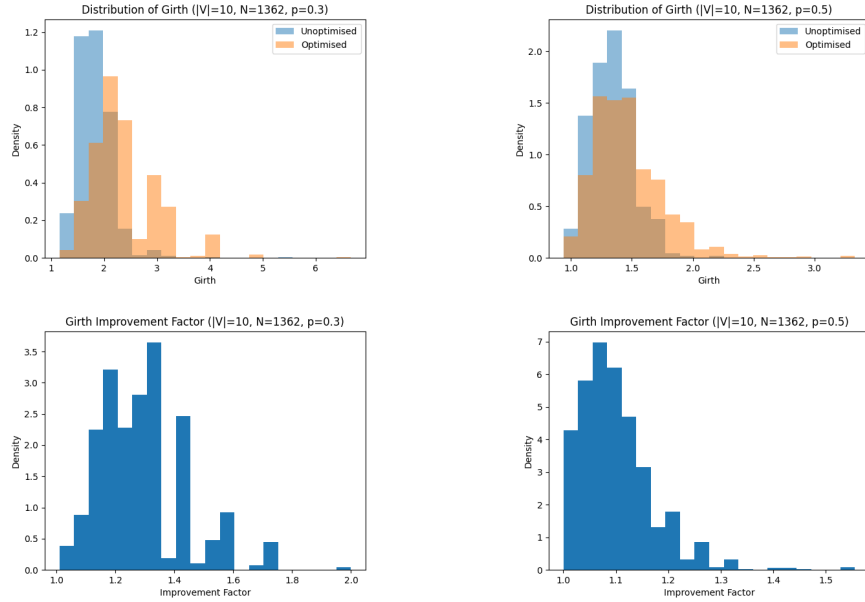 Distribution of Girth (|V|=10, N=1362, p=0.3)
Unoptimised
Optimised
Density
1.2
1.0
0.8
0.6
0.4
0.2
0.0
1 2 3 4 5 6
Girth
Distribution of Girth (|V|=10, N=1362, p=0.5)
Unoptimised
Optimised
Density
2.0
1.5
1.0
0.5
0.0
1.0 1.5 2.0 2.5 3.0
Girth
Girth Improvement Factor (|V|=10, N=1362, p=0.3)
Density
3.5
3.0
2.5
2.0
1.5
1.0
0.5
0.0
1.0 1.2 1.4 1.6 1.8 2.0
Improvement Factor
Girth Improvement Factor (|V|=10, N=1362, p=0.5)
Density
7
6
5
4
3
2
1
0
1.0 1.1 1.2 1.3 1.4 1.5
Improvement Factor